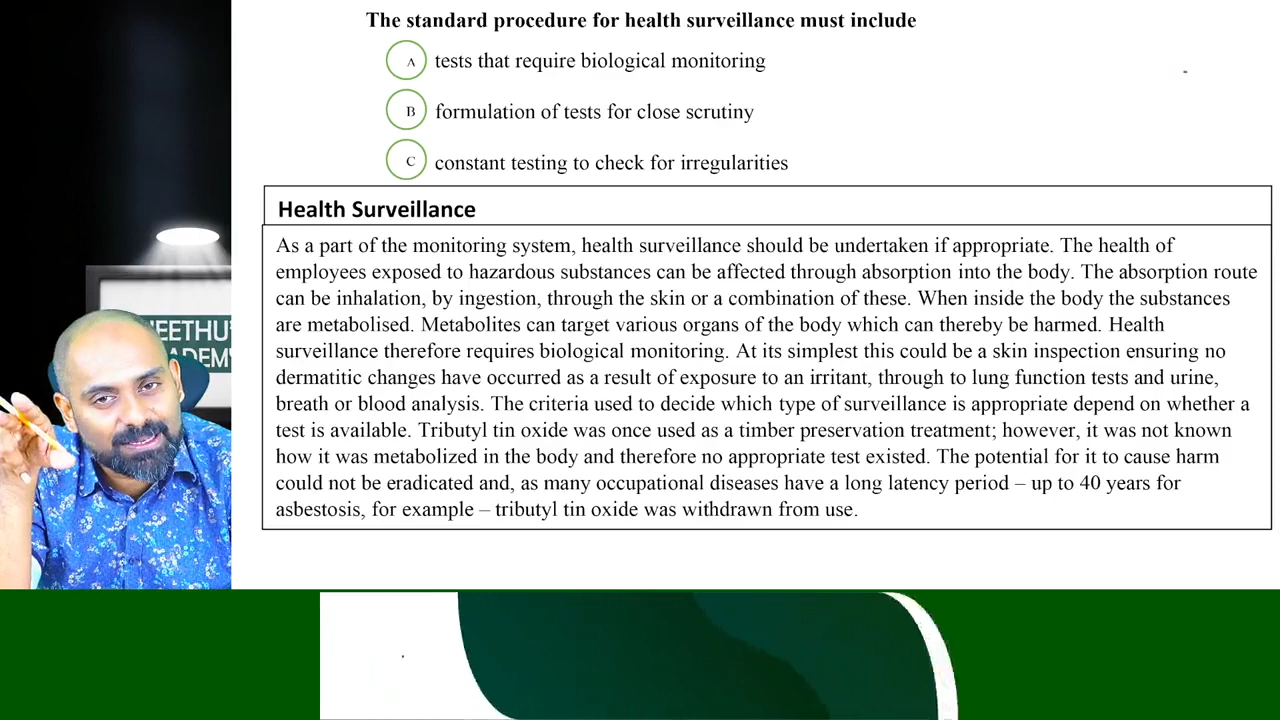 The standard procedure for health surveillance must include
A tests that require biological monitoring
B formulation of tests for close scrutiny
C constant testing to check for irregularities
Health Surveillance
As a part of the monitoring system, health surveillance should be undertaken if appropriate. The health of
employees exposed to hazardous substances can be affected through absorption into the body. The absorption route
can be inhalation, by ingestion, through the skin or a combination of these. When inside the body the substances
are metabolised. Metabolites can target various organs of the body which can thereby be harmed. Health
surveillance therefore requires biological monitoring. At its simplest this could be a skin inspection ensuring no
dermatitic changes have occurred as a result of exposure to an irritant, through to lung function tests and urine,
breath or blood analysis. The criteria used to decide which type of surveillance is appropriate depend on whether a
test is available. Tributyl tin oxide was once used as a timber preservation treatment; however, it was not known
how it was metabolized in the body and therefore no appropriate test existed. The potential for it to cause harm
could not be eradicated and, as many occupational diseases have a long latency period – up to 40 years for
asbestosis, for example – tributyl tin oxide was withdrawn from use.